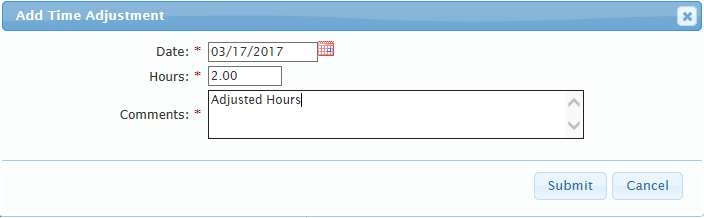 Add Time Adjustment
Date: * 03/17/2017
Hours: * 2.00
Comments: * Adjusted Hours
Submit Cancel